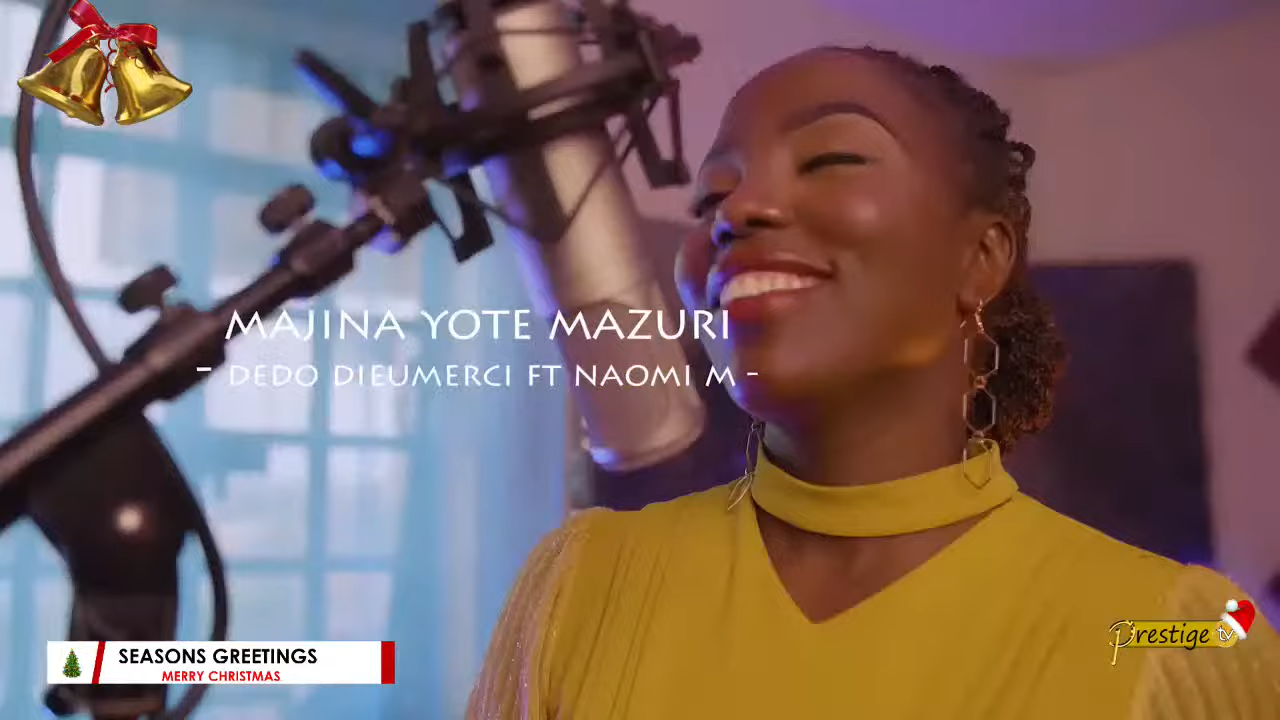 MAJINA YOTE MAZURI
- DEDO DIEUMERCI FT NAOMI M -
SEASONS GREETINGS
MERRY CHRISTMAS
Prestige tv